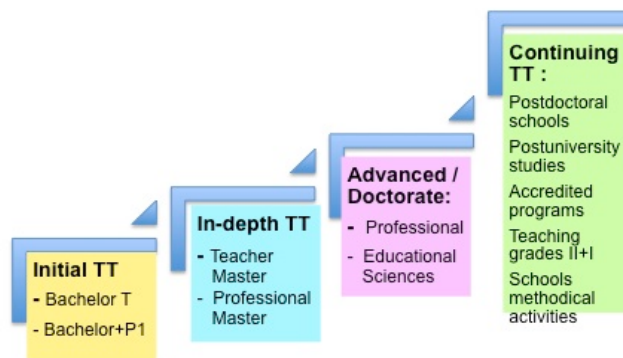 Initial TT
- Bachelor T
- Bachelor+P1
In-depth TT
- Teacher
Master
- Professional
Master
Advanced /
Doctorate:
- Professional
- Educational
Sciences
Continuing
TT :
Postdoctoral
schools
Postuniversity
studies
Accredited
programs
Teaching
grades II+I
Schools
methodical
activities